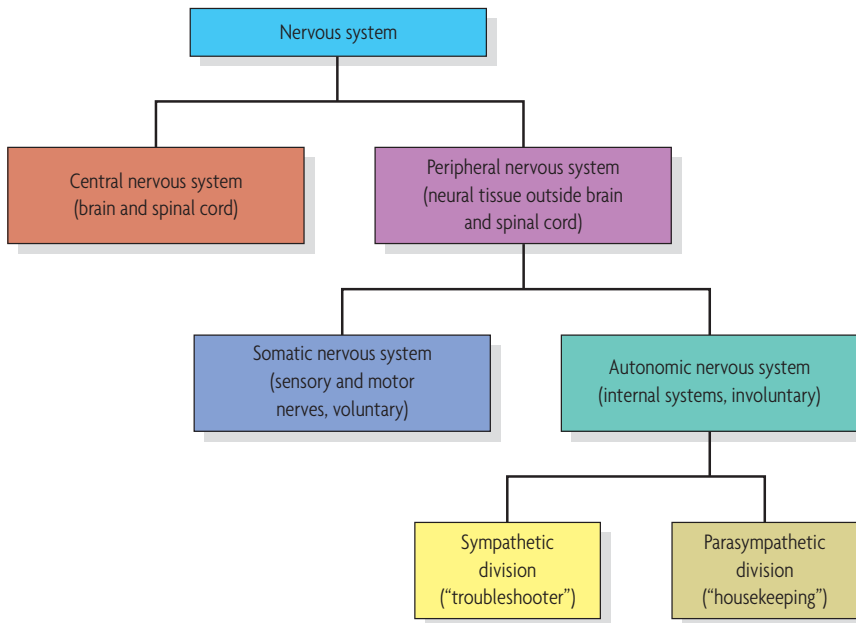 Nervous system
Central nervous system
(brain and spinal cord)
Peripheral nervous system
(neural tissue outside brain
and spinal cord)
Somatic nervous system
(sensory and motor
nerves, voluntary)
Autonomic nervous system
(internal systems, involuntary)
Sympathetic
division
(“troubleshooter”)
Parasympathetic
division
(“housekeeping”)